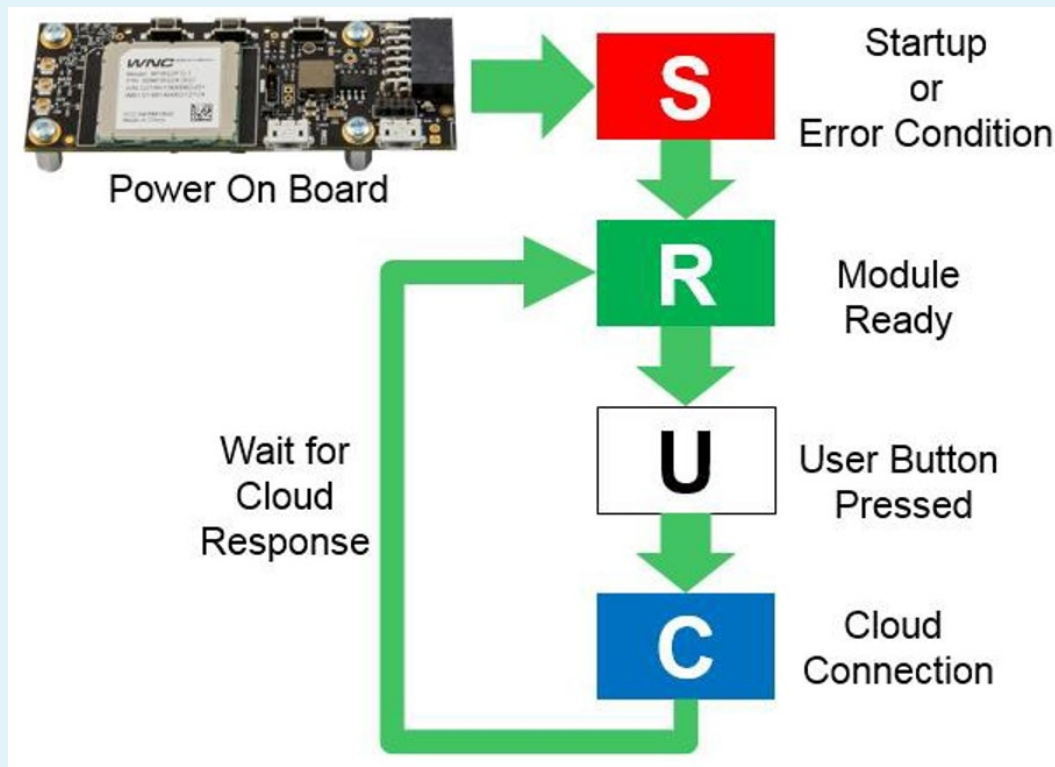 WNC
Power On Board
S
Startup
or
Error Condition
R
Module
Ready
U
User Button
Pressed
Wait for
Cloud
Response
C
Cloud
Connection